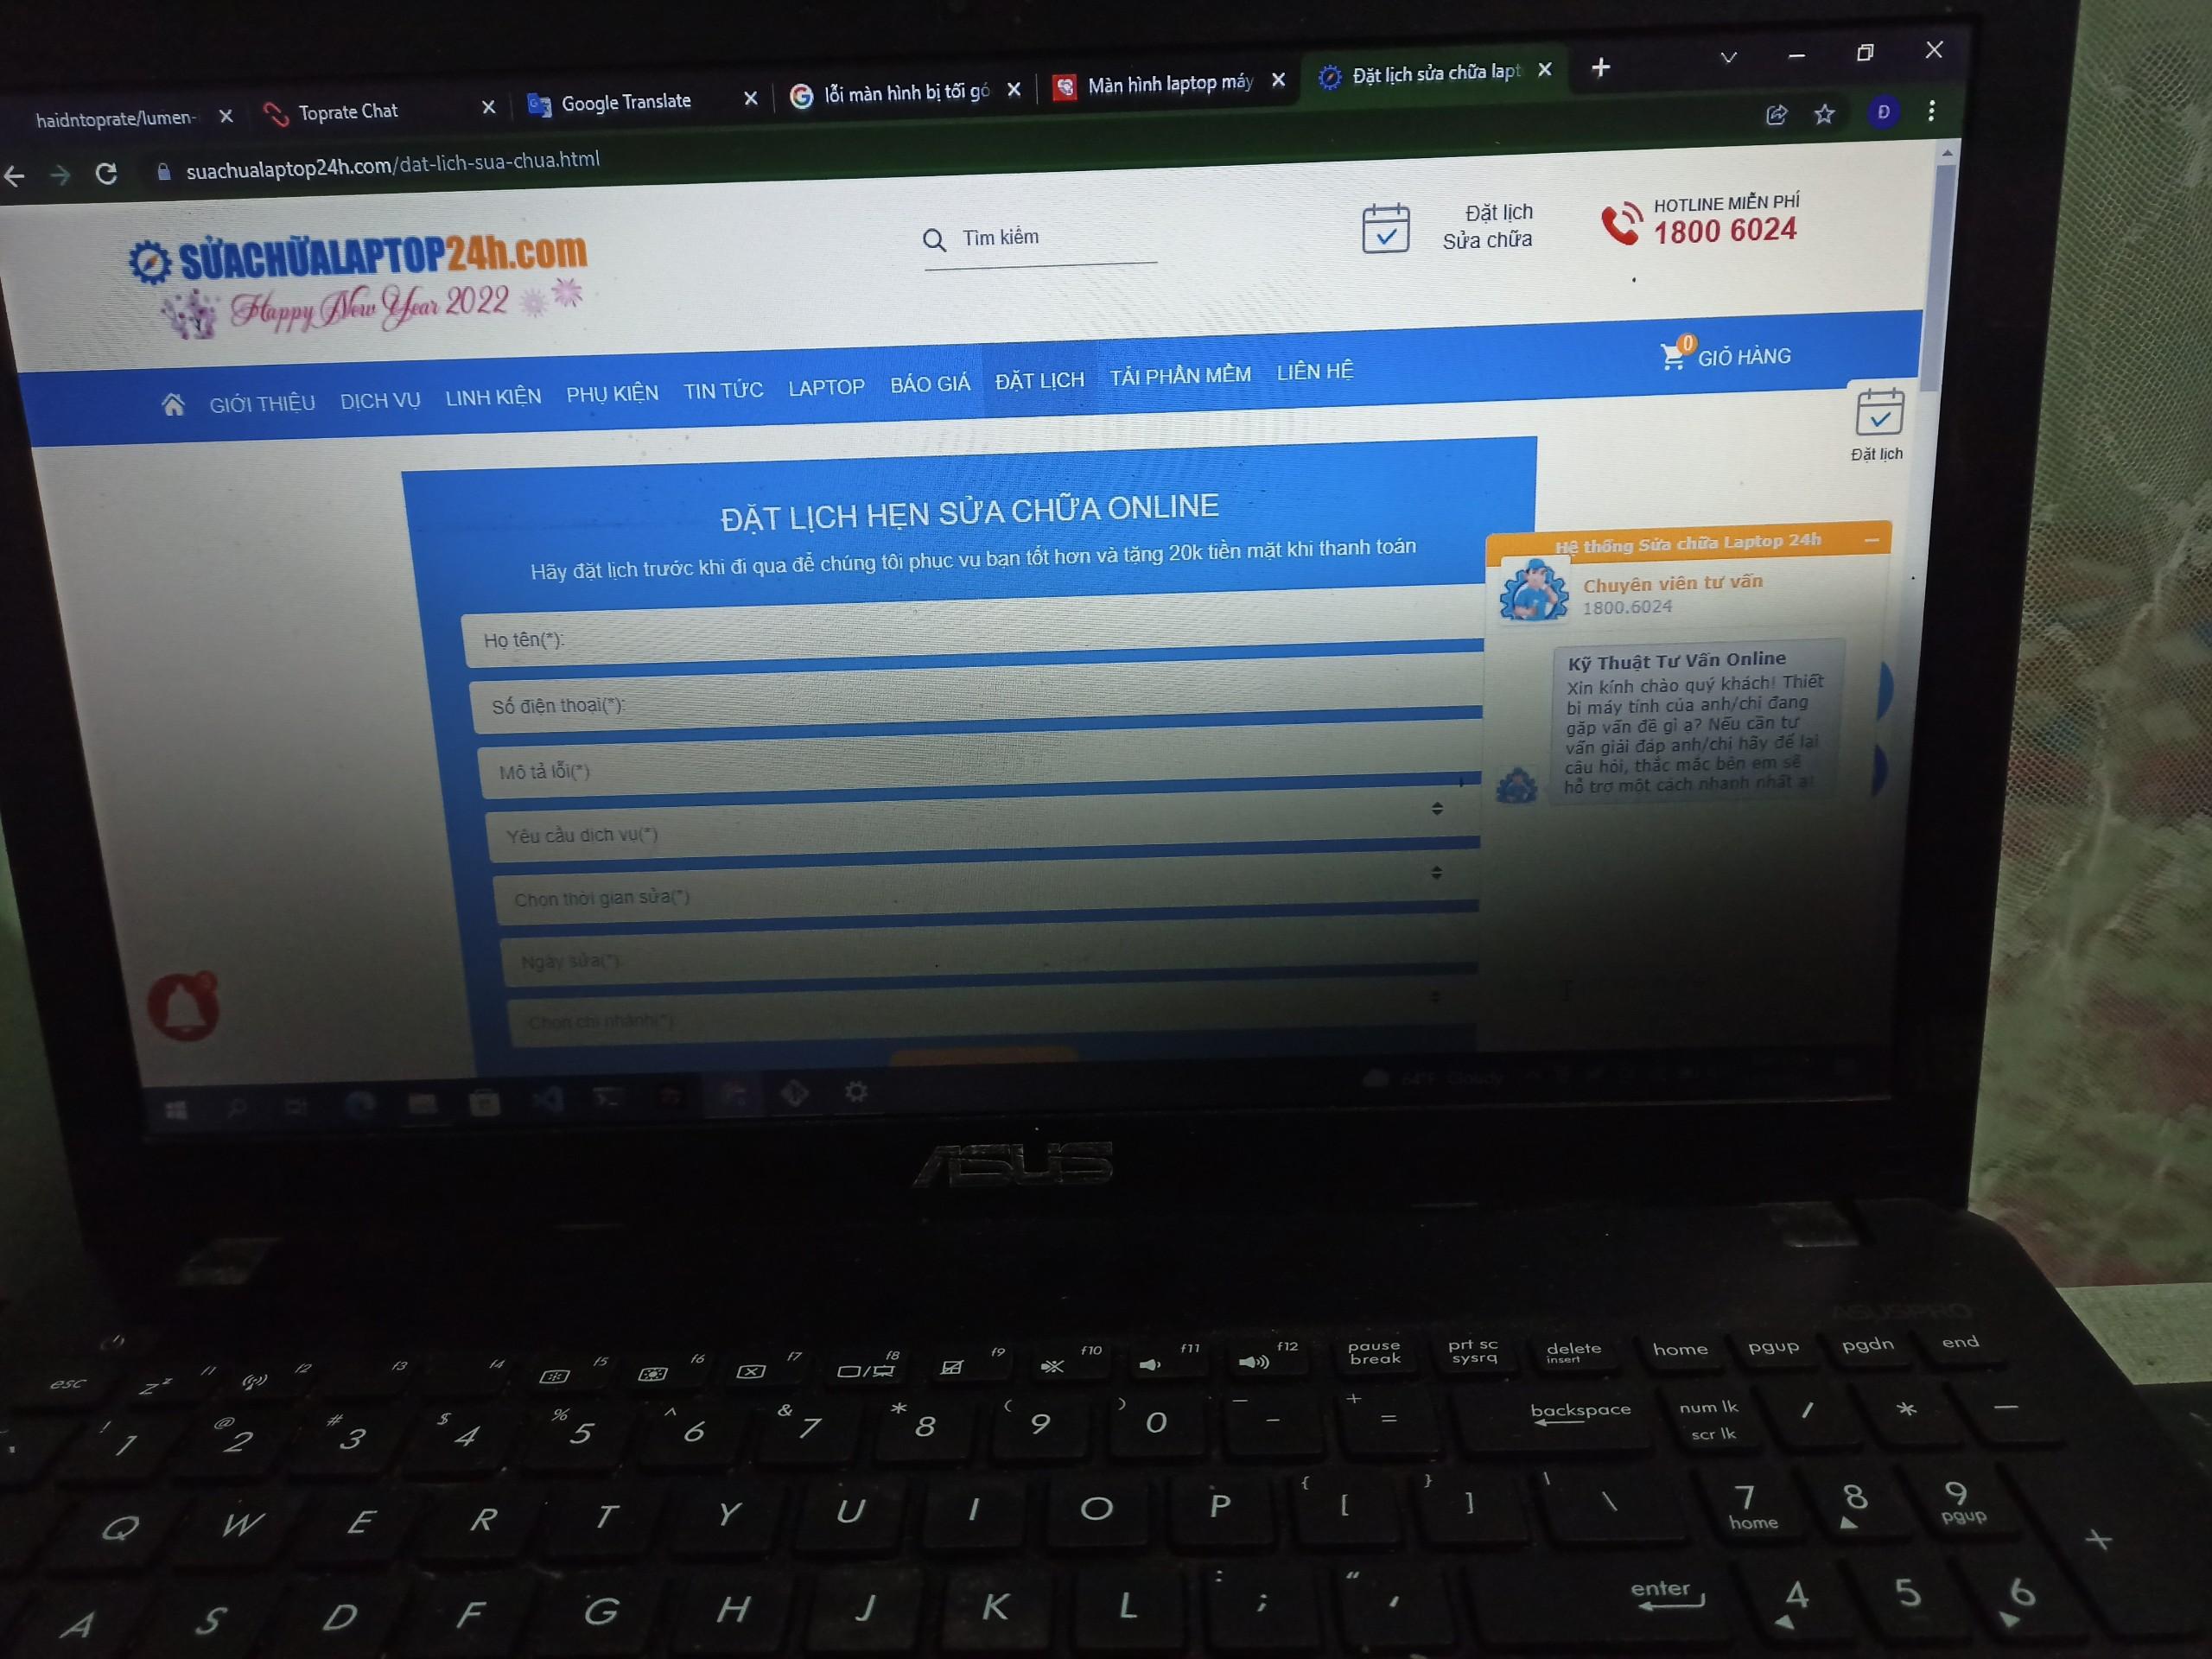 haidntoprate/lumen-
Toprate Chat
Google Translate
lỗi màn hình bị tối gó
Màn hình laptop máy
Đặt lịch sửa chữa lapt
Đ
suachualaptop24h.com/dat-lich-sua-chua.html
SỬACHỮALAPTOP24h.com
Happy New Year 2022
Tìm kiếm
Đặt lịch
Sửa chữa
HOTLINE MIỄN PHÍ
1800 6024
GIỚI THIỆU DỊCH VỤ LINH KIỆN PHỤ KIỆN TIN TỨC LAPTOP BÁO GIÁ ĐẶT LỊCH TẢI PHẦN MỀM LIÊN HỆ
0
GIỎ HÀNG
Đặt lịch
ĐẶT LỊCH HẸN SỬA CHỮA ONLINE
Hãy đặt lịch trước khi đi qua để chúng tôi phục vụ bạn tốt hơn và tặng 20k tiền mặt khi thanh toán
Họ tên(*):
Số điện thoại(*):
Mô tả lỗi(*)
Yêu cầu dịch vụ(*)
Chọn thời gian sửa(*)
Ngày sửa(*):
Chọn chi nhánh(*)
Hệ thống Sửa chữa Laptop 24h
Chuyên viên tư vấn
1800.6024
Kỹ Thuật Tư Vấn Online
Xin kính chào quý khách! Thiết
bị máy tính của anh/chị đang
gặp vấn đề gì ạ? Nếu cần tư
vấn giải đáp anh/chị hãy để lại
câu hỏi, thắc mắc bên em sẽ
hỗ trợ một cách nhanh nhất ạ!
64°F Cloudy
ASUS
ASUSPRO
esc f1 f2 f3 f4 f5 f6 f7 f8 f9 f10 f11 f12 pause break prt sc sysrq delete insert home pgup pgdn end
z z
! 1 @ 2 # 3 $ 4 % 5 ^ 6 & 7 * 8 ( 9 ) 0 _ - + = backspace num lk scr lk / * -
Q W E R T Y U I O P { [ } ] | \ 7 home 8 9 pgup +
A S D F G H J K L : ; " ' enter 4 5 6